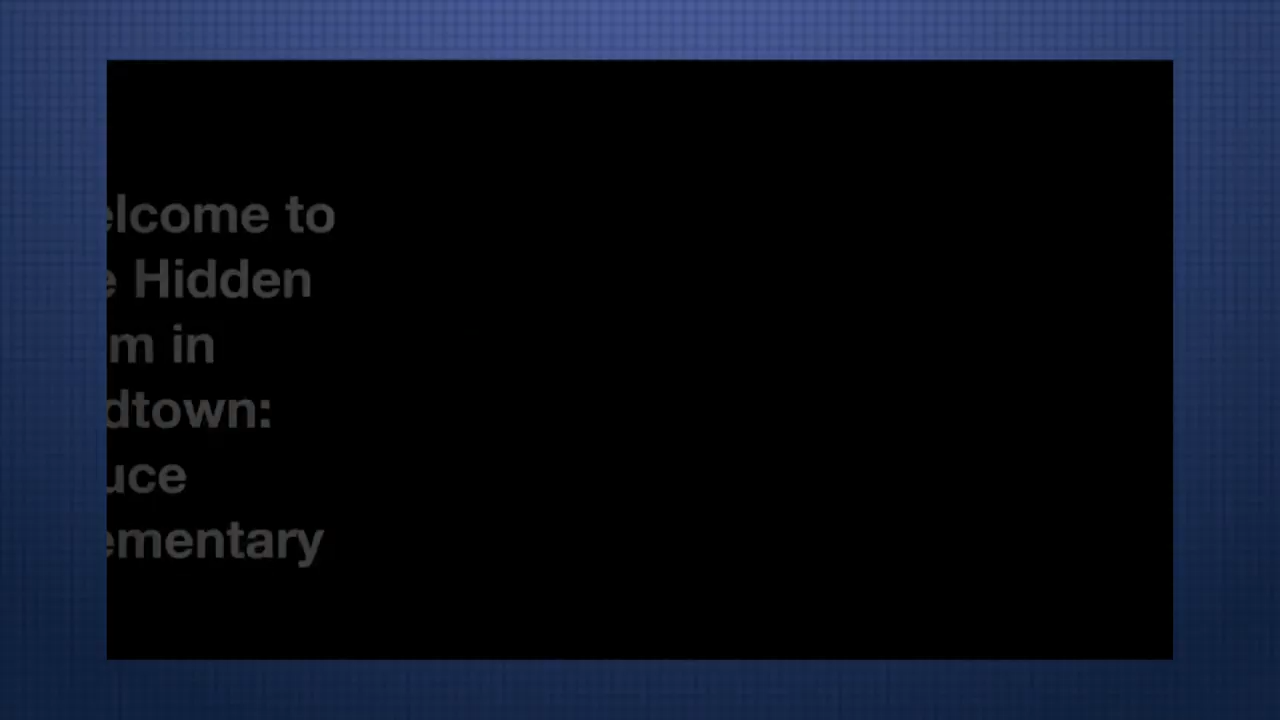 elcome to
e Hidden
m in
dtown:
uce
ementary